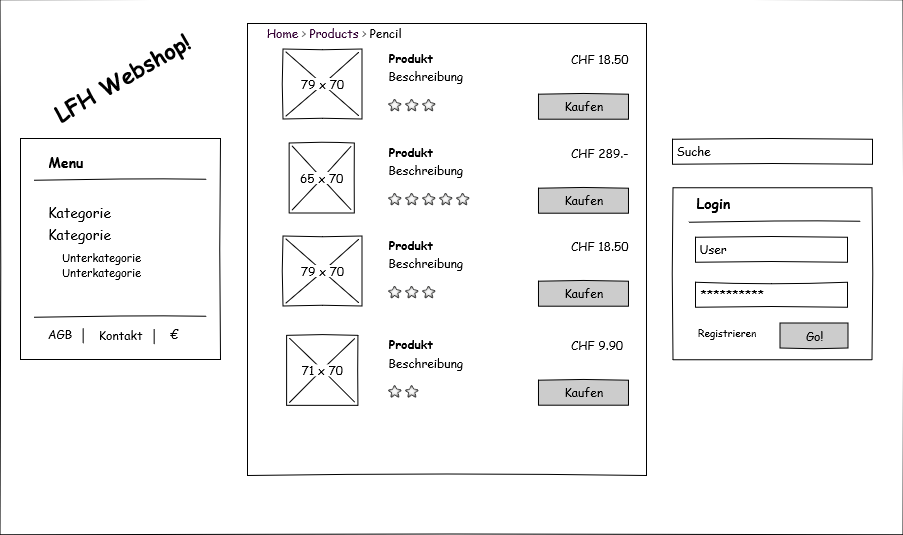 LFH Webshop!
Menu
Kategorie
Kategorie
Unterkategorie
Unterkategorie
AGB | Kontakt | €
Home > Products > Pencil
79 x 70
Produkt
CHF 18.50
Beschreibung
Kaufen
65 x 70
Produkt
CHF 289.-
Beschreibung
Kaufen
79 x 70
Produkt
CHF 18.50
Beschreibung
Kaufen
71 x 70
Produkt
CHF 9.90
Beschreibung
Kaufen
Suche
Login
User
**********
Registrieren
Go!